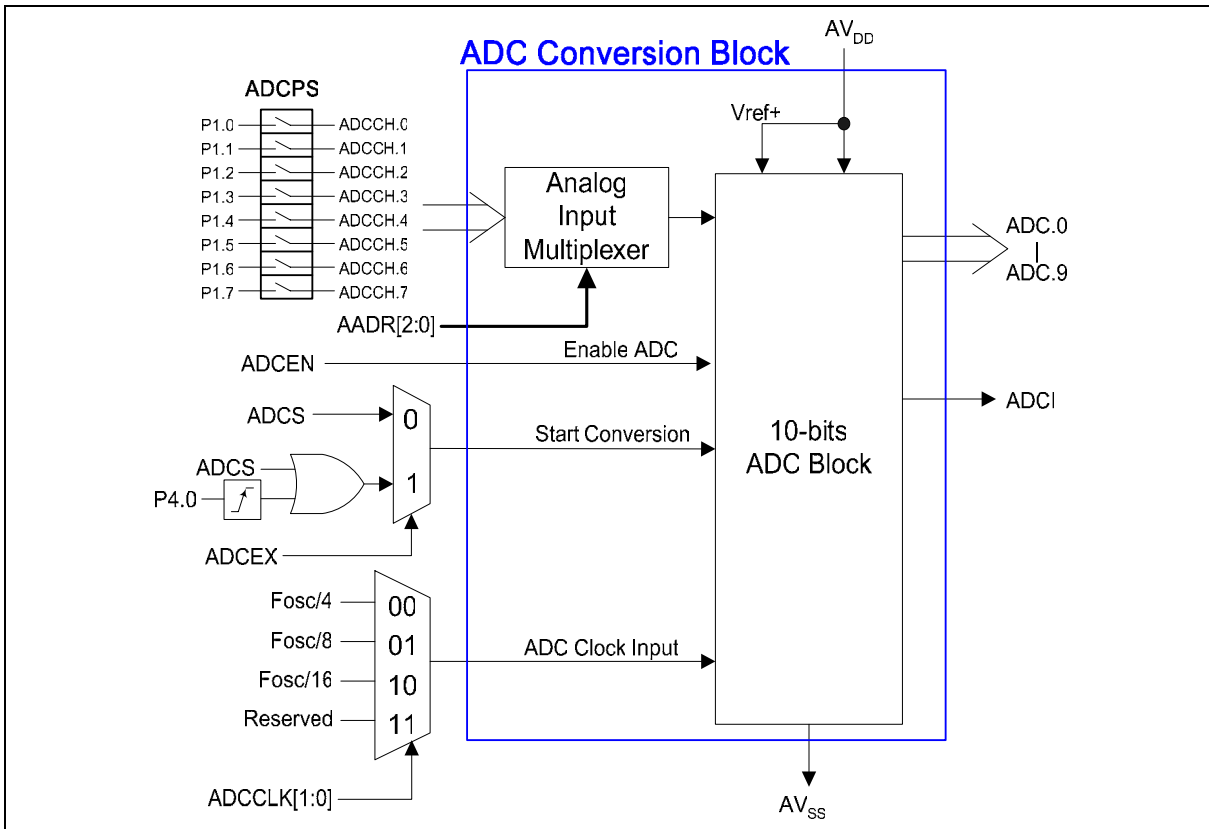 ADC Conversion Block
AVDD
ADCPS
Vref+
P1.0 ADCCH.0
P1.1 ADCCH.1
P1.2 ADCCH.2
P1.3 ADCCH.3
P1.4 ADCCH.4
P1.5 ADCCH.5
P1.6 ADCCH.6
P1.7 ADCCH.7
Analog
Input
Multiplexer
ADC.0
ADC.9
AADR[2:0]
ADCEN
Enable ADC
ADCI
ADCS
0
Start Conversion
10-bits
ADC Block
ADCS
P4.0
1
ADCEX
Fosc/4
00
Fosc/8
01
ADC Clock Input
Fosc/16
10
Reserved
11
ADCCLK[1:0]
AVSS